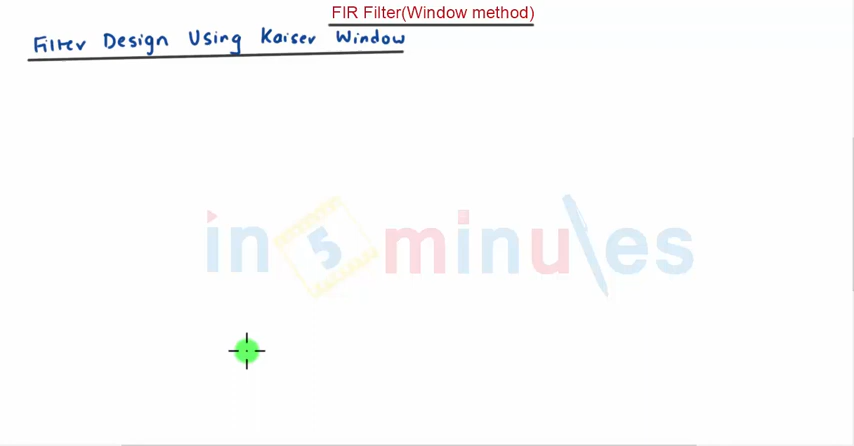 FIR Filter(Window method)
Filter Design Using Kaiser Window
in 5 minutes